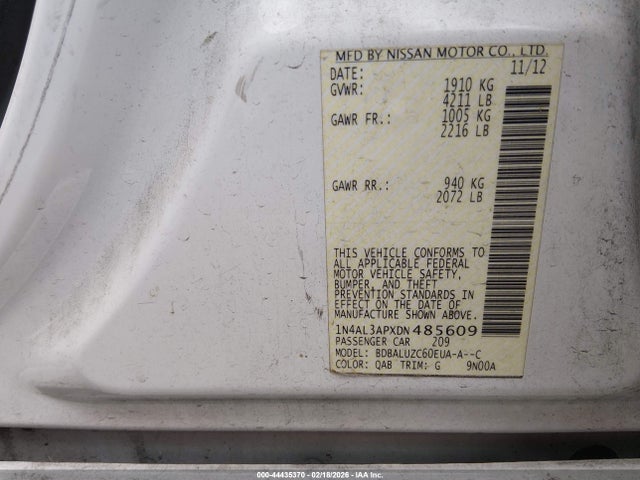 MFD BY NISSAN MOTOR CO., LTD.
DATE: 11/12
GVWR: 1910 KG
4211 LB
GAWR FR.: 1005 KG
2216 LB
GAWR RR.: 940 KG
2072 LB
THIS VEHICLE CONFORMS TO
ALL APPLICABLE FEDERAL
MOTOR VEHICLE SAFETY,
BUMPER, AND THEFT
PREVENTION STANDARDS IN
EFFECT ON THE DATE OF
MANUFACTURE SHOWN ABOVE.
1N4AL3APXDN485609
PASSENGER CAR 209
MODEL: BDBALUZC60EUA-A--C
COLOR: QAB TRIM: G 9N00A
000-44435370 - 02/18/2026 - IAA Inc.